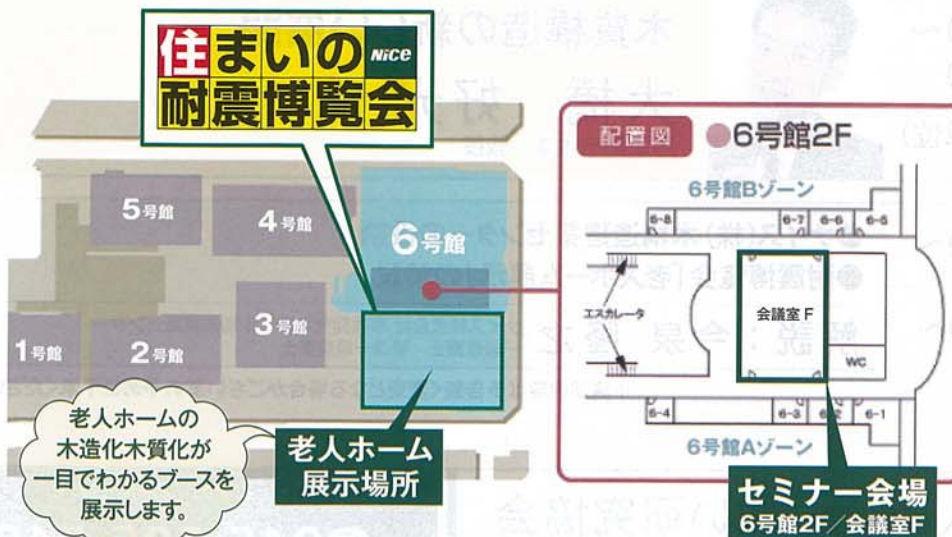 住まいの Nice
耐震博覧会
5号館
4号館
6号館
3号館
1号館
2号館
老人ホームの
木造化木質化が
一目でわかるブースを
展示します。
老人ホーム
展示場所
配置図 ●6号館2F
6号館Bゾーン
6-8 6-7 6-6 6-5
エスカレータ
会議室 F
WC
6-4 6-3 6-2 6-1
6号館Aゾーン
セミナー会場
6号館2F/会議室F